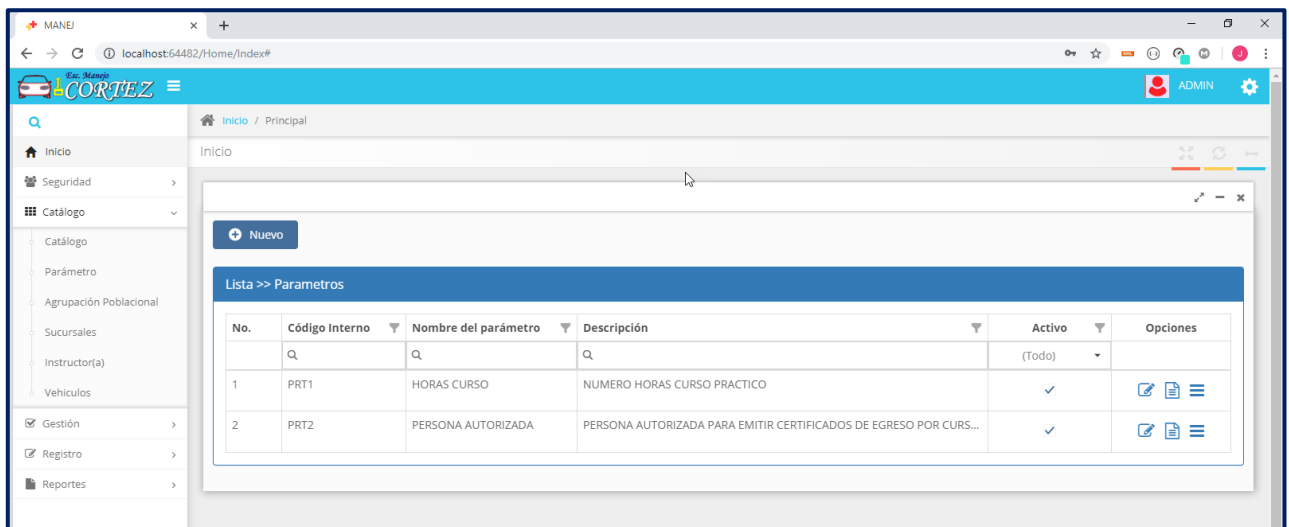 MANEJ
localhost:64482/Home/Index#
J
Esc. Manejo
CORTEZ
ADMIN
Inicio / Principal
Inicio
Inicio
Seguridad
Catálogo
Catálogo
Parámetro
Agrupación Poblacional
Sucursales
Instructor(a)
Vehiculos
Gestión
Registro
Reportes
Nuevo
Lista >> Parametros
No. Código Interno Nombre del parámetro Descripción Activo Opciones
(Todo)
1 PRT1 HORAS CURSO NUMERO HORAS CURSO PRACTICO
2 PRT2 PERSONA AUTORIZADA PERSONA AUTORIZADA PARA EMITIR CERTIFICADOS DE EGRESO POR CURS...